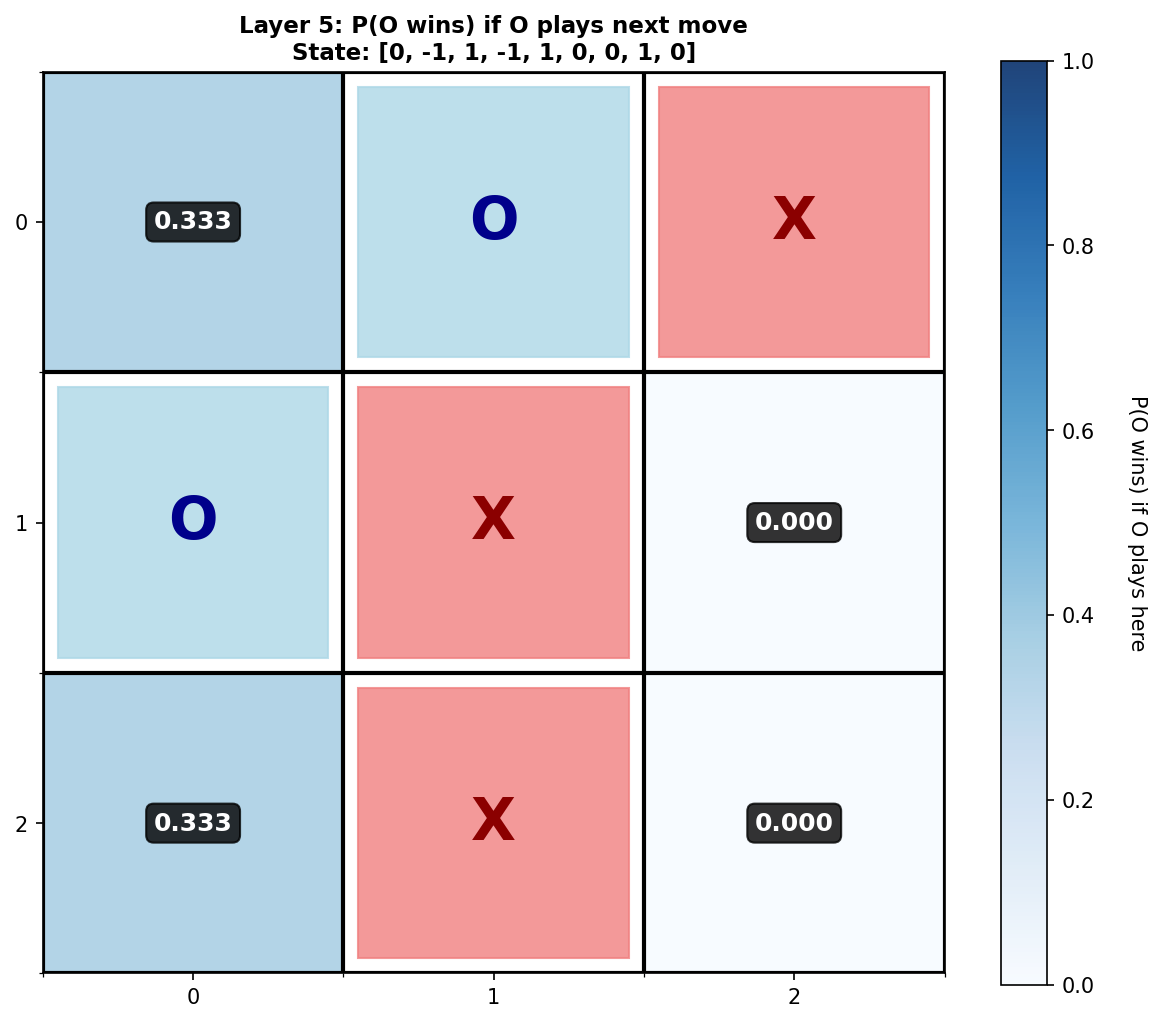 Layer 5: P(O wins) if O plays next move
State: [0, -1, 1, -1, 1, 0, 0, 1, 0]
0
0.333
O
X
1
O
X
0.000
2
0.333
X
0.000
0
1
2
1.0
0.8
0.6
0.4
0.2
0.0
P(O wins) if O plays here